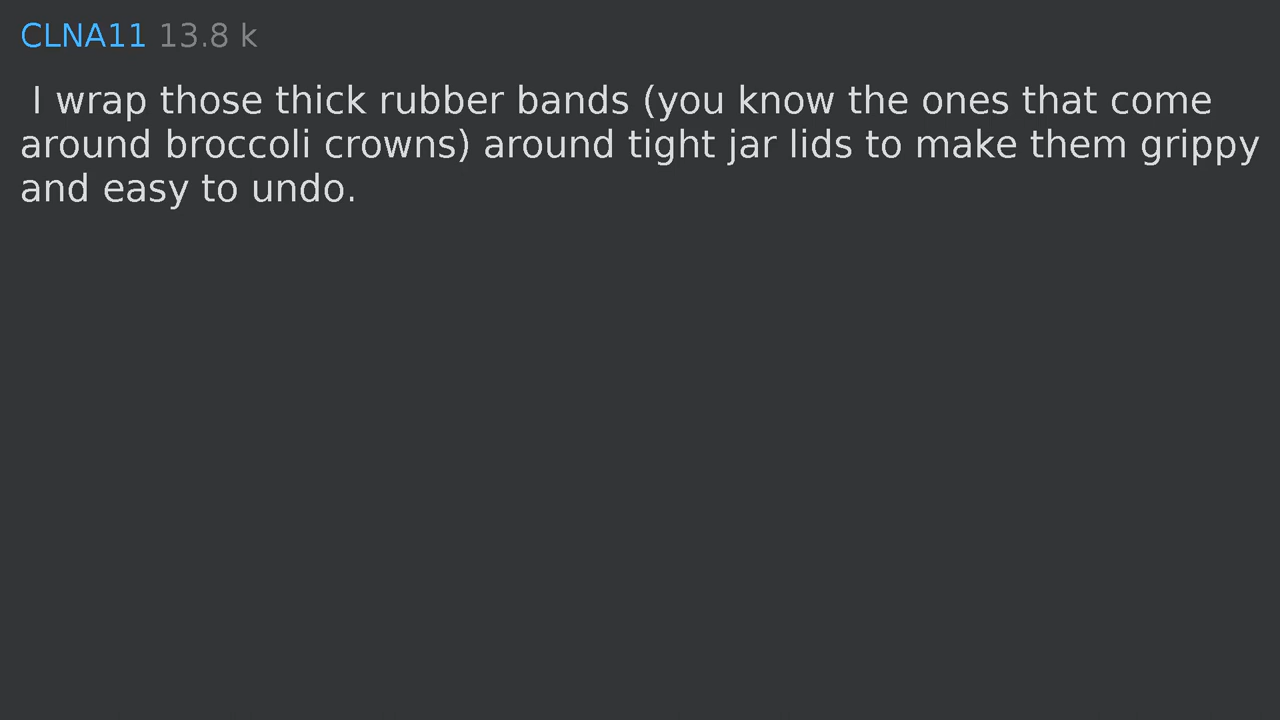 CLNA11 13.8 k
I wrap those thick rubber bands (you know the ones that come
around broccoli crowns) around tight jar lids to make them grippy
and easy to undo.